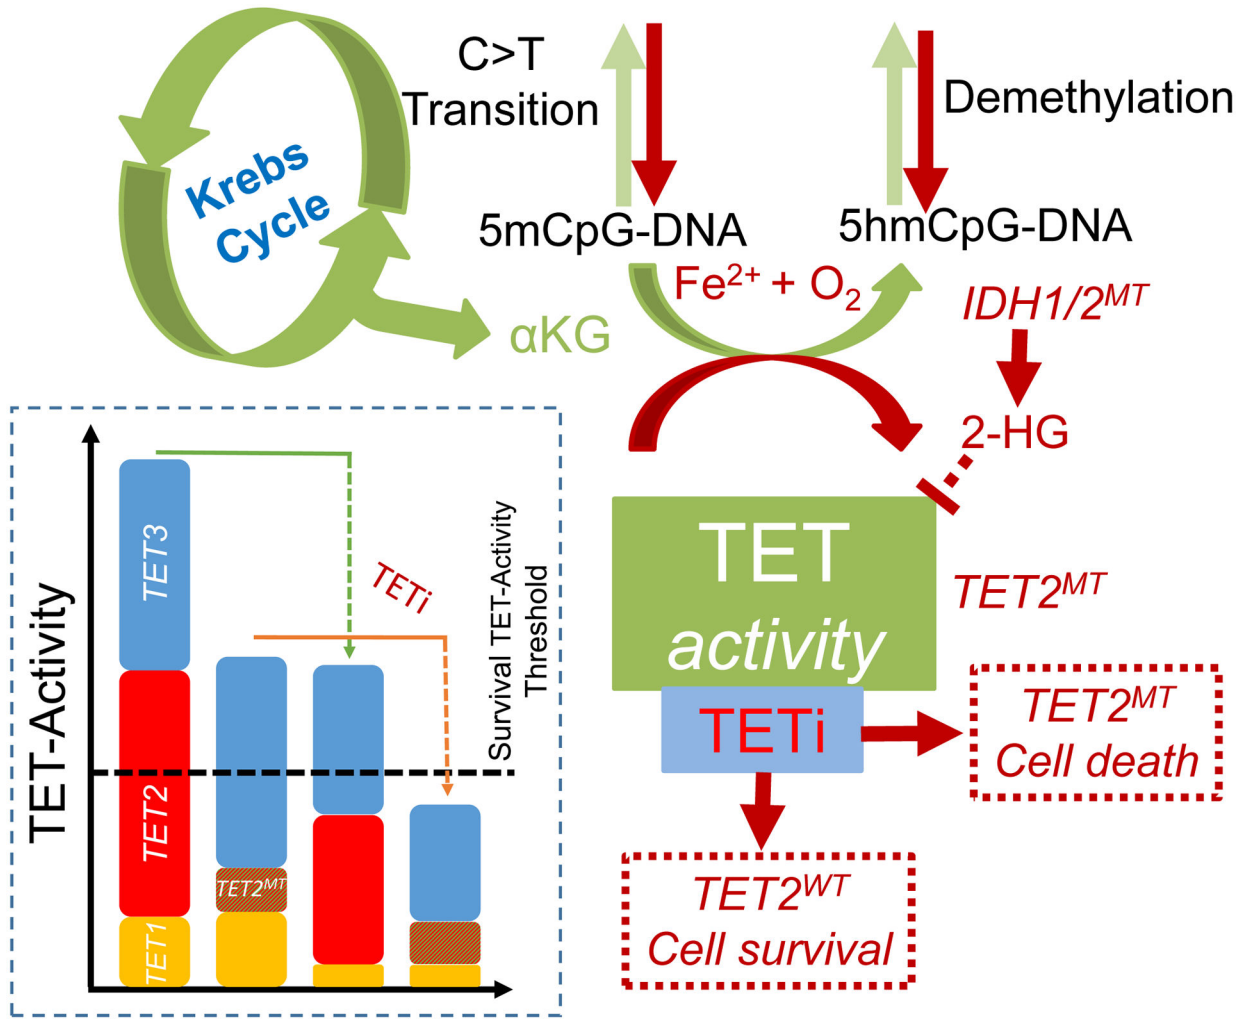 C>T
Transition
Demethylation
Krebs
Cycle
5mCpG-DNA
5hmCpG-DNA
Fe²⁺ + O₂
IDH1/2ᴹᵀ
αKG
2-HG
TET
activity
TET2ᴹᵀ
TETi
TET2ᴹᵀ
Cell death
TET2ᵂᵀ
Cell survival
TET-Activity
TET3
TET2
TET1
TET2ᴹᵀ
TETi
Survival TET-Activity
Threshold